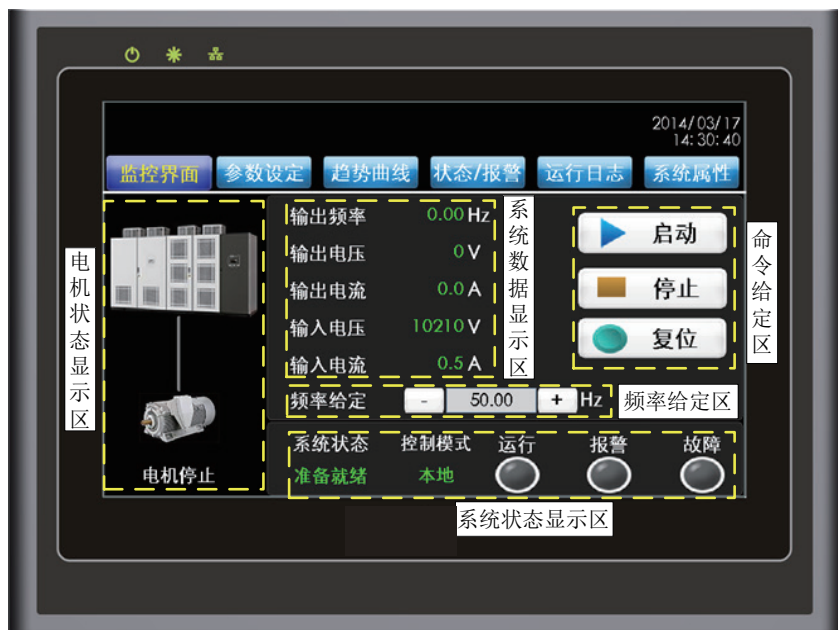 2014/03/17
14:30:40
监控界面 参数设定 趋势曲线 状态/报警 运行日志 系统属性
电机状态显示区
电机停止
输出频率 0.00 Hz
输出电压 0 V
输出电流 0.0 A
输入电压 10210 V
输入电流 0.5 A
系统数据显示区
启动
停止
复位
命令给定区
频率给定 - 50.00 + Hz
频率给定区
系统状态 控制模式 运行 报警 故障
准备就绪 本地
系统状态显示区